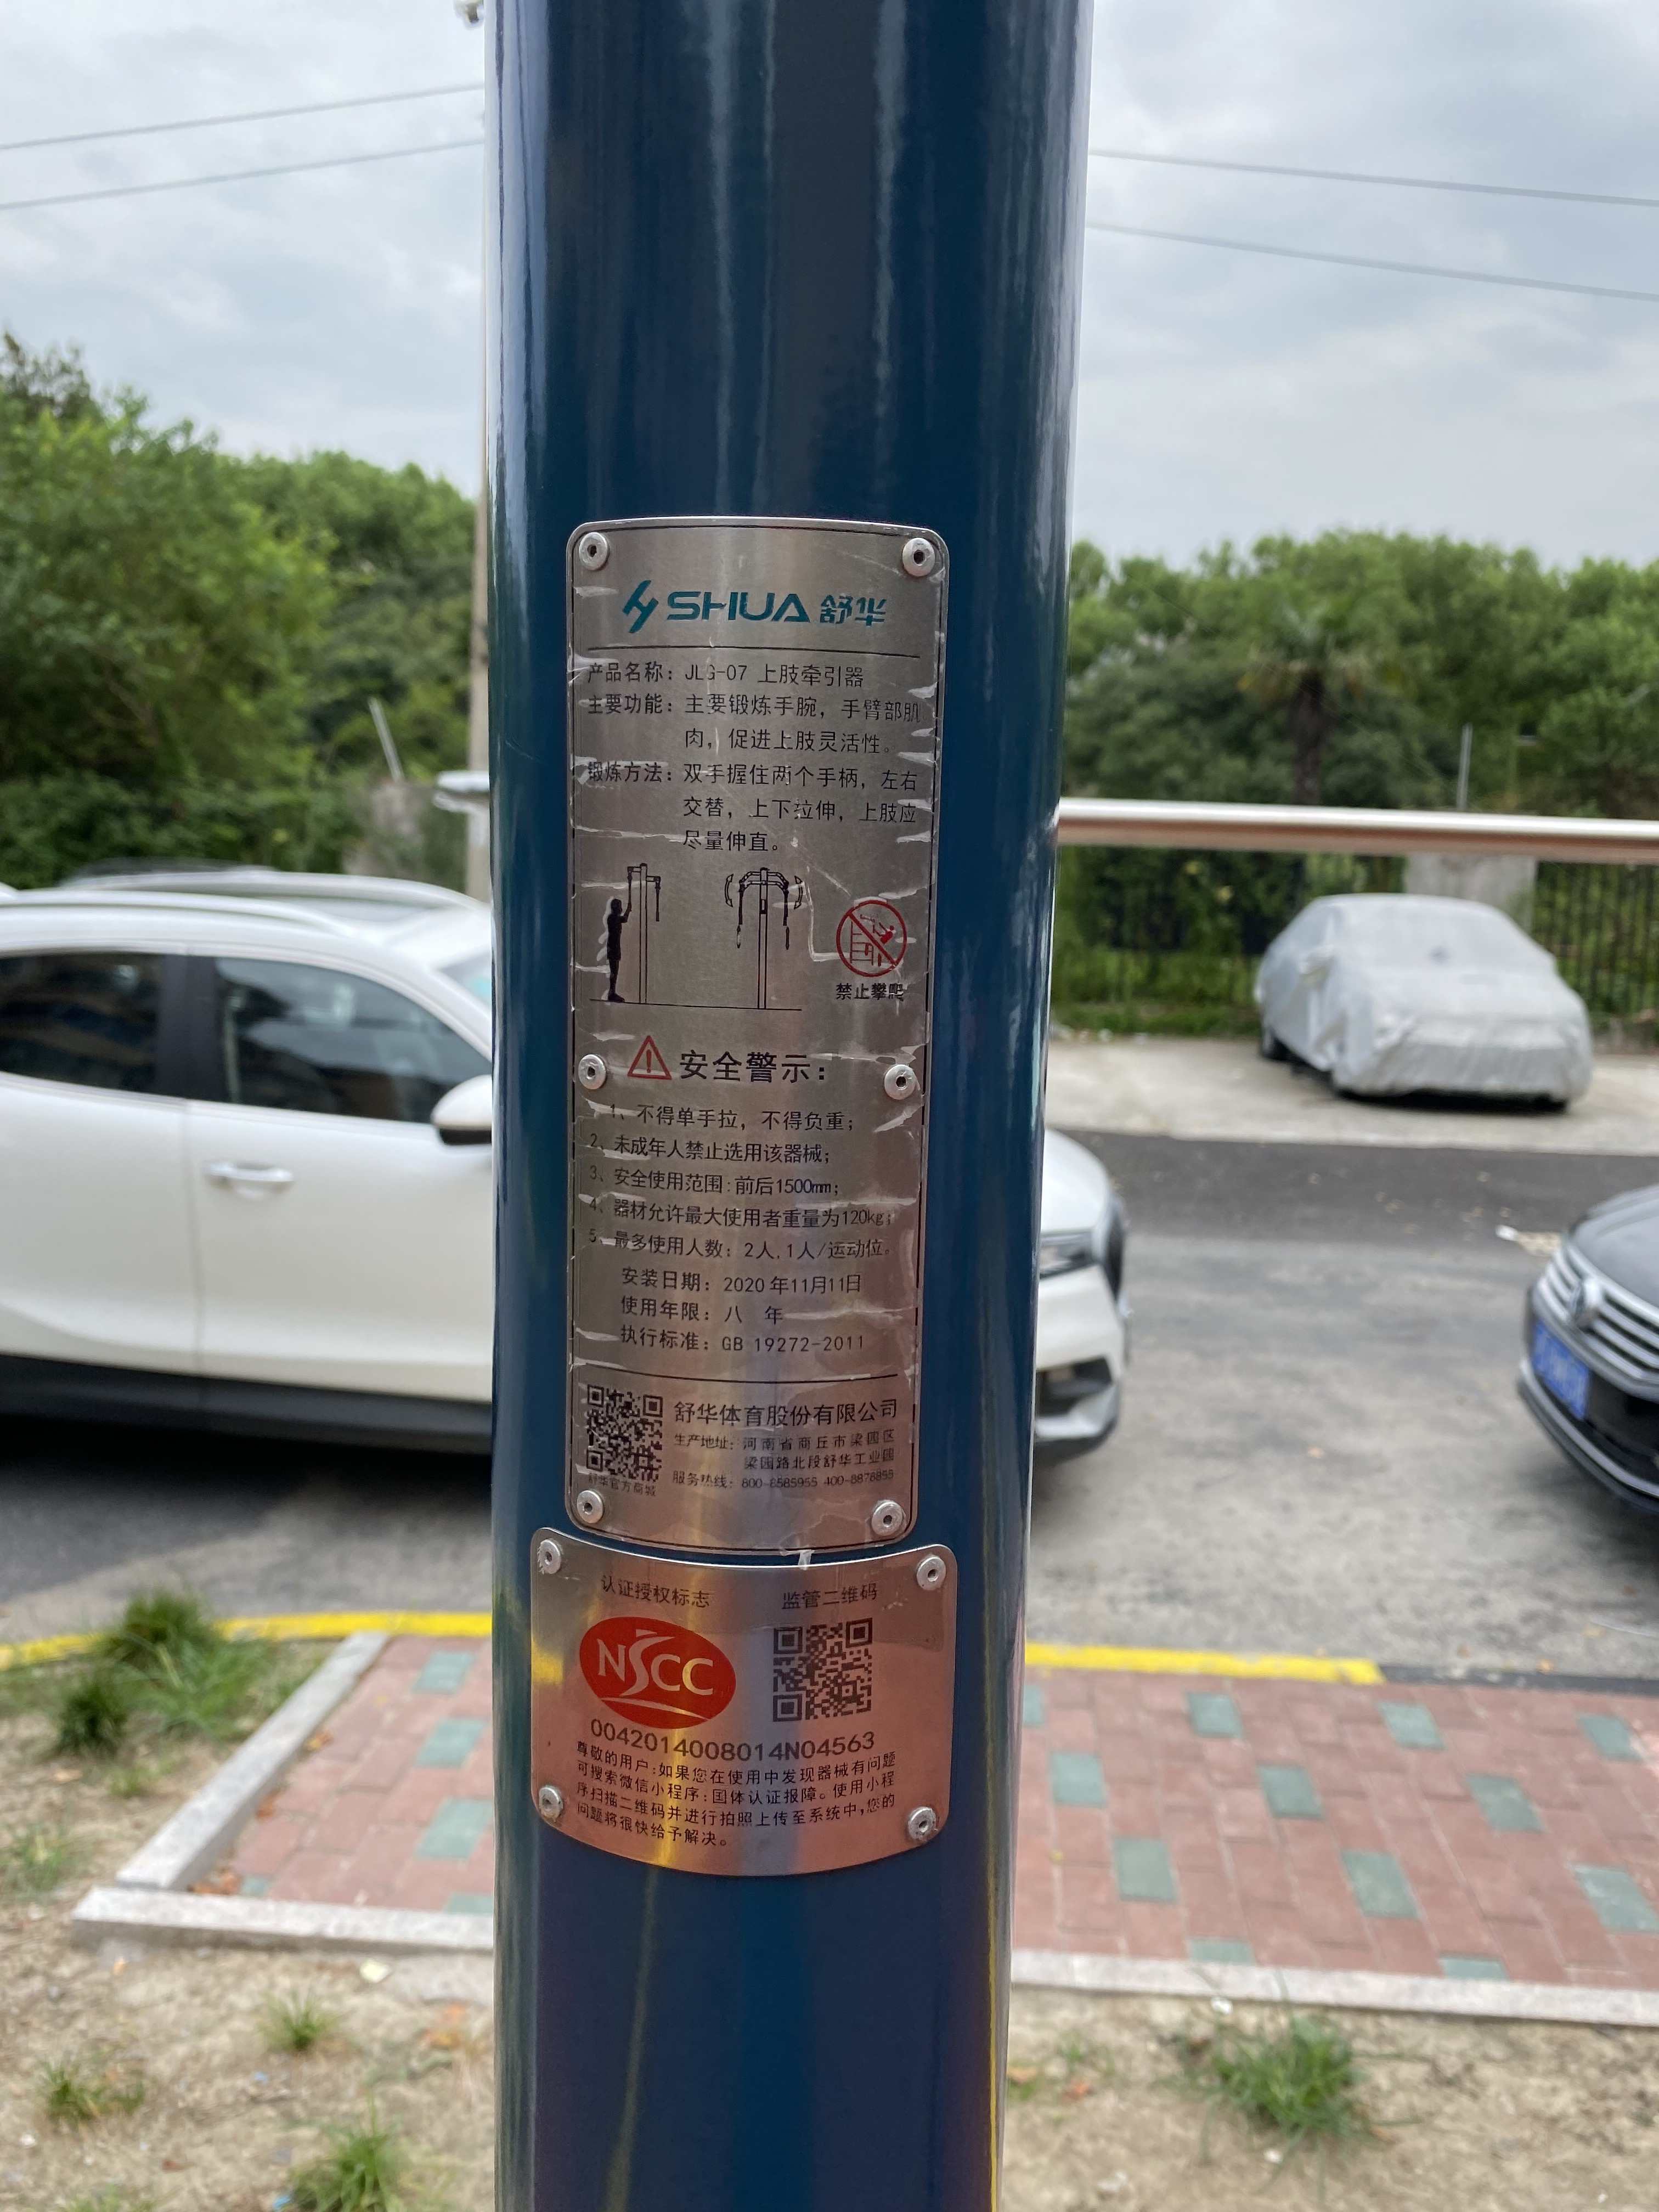 SHUA 舒华
产品名称：JLG-07 上肢牵引器
主要功能：主要锻炼手腕，手臂部肌
肉，促进上肢灵活性。
锻炼方法：双手握住两个手柄，左右
交替，上下拉伸，上肢应
尽量伸直。
禁止攀爬
安全警示：
1、不得单手拉，不得负重；
2、未成年人禁止选用该器械；
3、安全使用范围：前后1500mm；
4、器材允许最大使用者重量为120kg；
5、最多使用人数：2人，1人/运动位。
安装日期：2020年11月11日
使用年限：八 年
执行标准：GB 19272-2011
舒华体育股份有限公司
生产地址：河南省商丘市梁园区
梁园路北段舒华工业园
服务热线：800-8585955 400-8878855
舒华官方商城
认证授权标志 监管二维码
NSCC
0042014008014N04563
尊敬的用户：如果您在使用中发现器械有问题
可搜索微信小程序：国体认证报障。使用小程
序扫描二维码并进行拍照上传至系统中，您的
问题将很快给予解决。